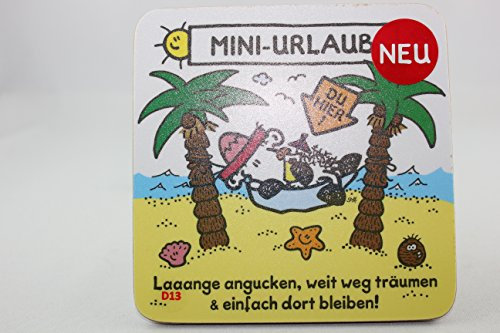 MINI-URLAUB
NEU
DU
HIER!
Laaange angucken, weit weg träumen
D13
& einfach dort bleiben!